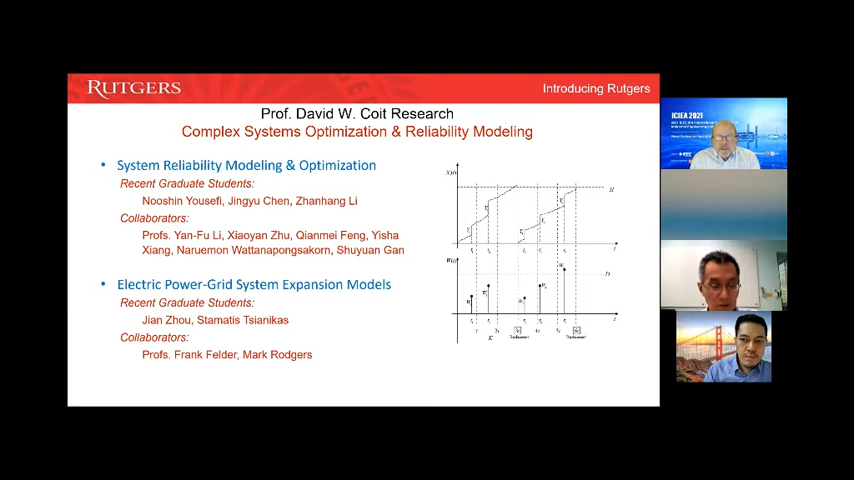 RUTGERS
Introducing Rutgers
Prof. David W. Coit Research
Complex Systems Optimization & Reliability Modeling
• System Reliability Modeling & Optimization
Recent Graduate Students:
Nooshin Yousefi, Jingyu Chen, Zhanhang Li
Collaborators:
Profs. Yan-Fu Li, Xiaoyan Zhu, Qianmei Feng, Yisha
Xiang, Naruemon Wattanapongsakorn, Shuyuan Gan
• Electric Power-Grid System Expansion Models
Recent Graduate Students:
Jian Zhou, Stamatis Tsianikas
Collaborators:
Profs. Frank Felder, Mark Rodgers
X(t)
H
t
W(t)
D
t
ICIEA 2021